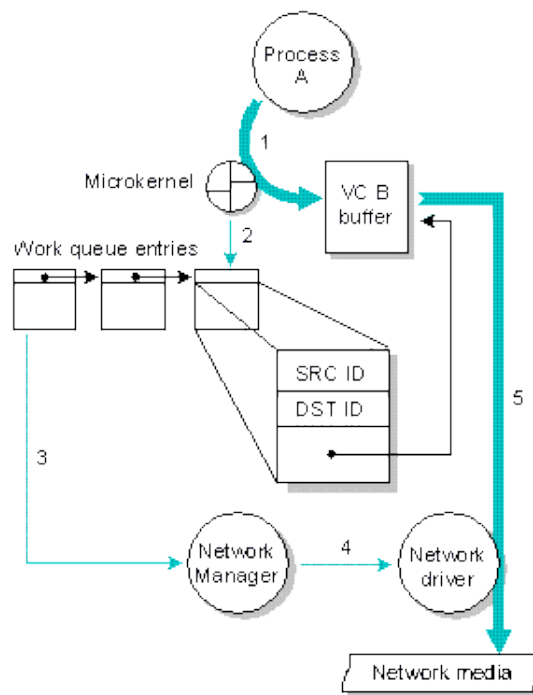 Process
A
1
Microkernel
VC B
buffer
2
Work queue entries
SRC ID
DST ID
5
3
4
Network
Manager
Network
driver
Network media